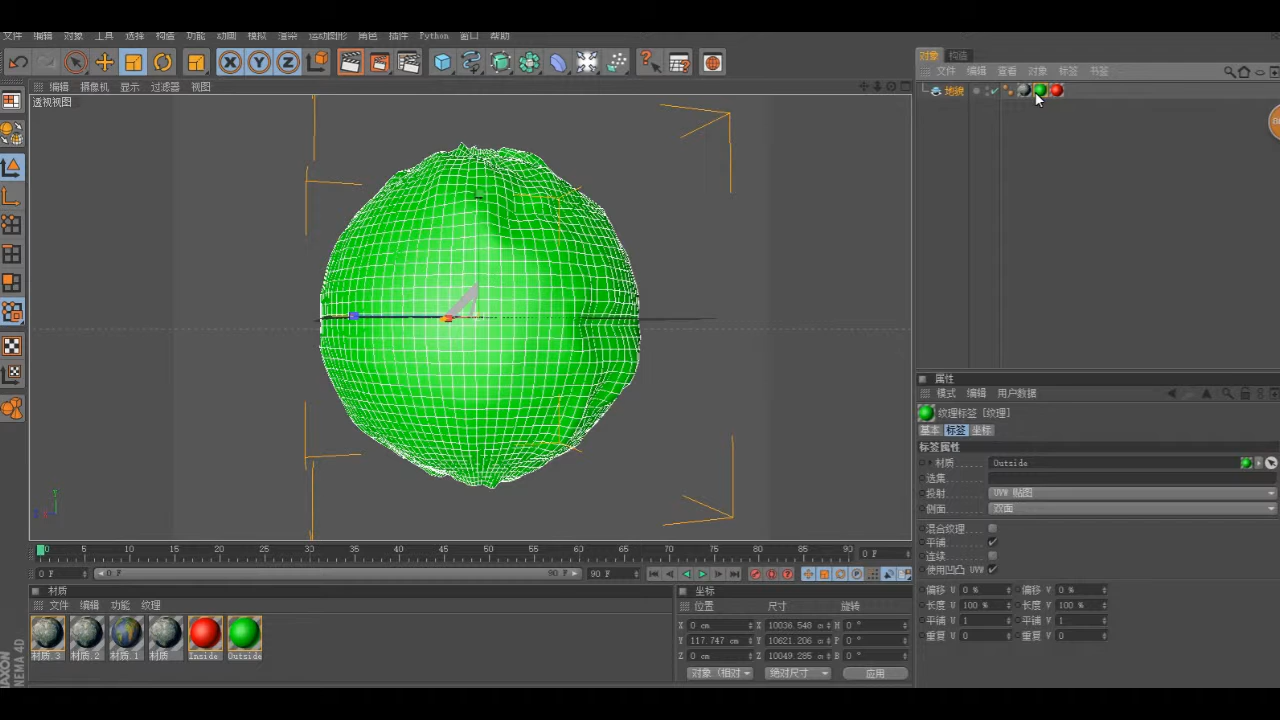 文件 编辑 对象 工具 选择 构造 功能 动画 模拟 渲染 运动图形 角色 插件 Python 窗口 帮助
X Y Z
编辑 摄像机 显示 过滤器 视图
透视视图
对象 构造
文件 编辑 查看 对象 标签 书签
地貌
属性
模式 编辑 用户数据
纹理标签 [纹理]
基本 标签 坐标
标签属性
材质 Outside
选集
投射 UVW 贴图
侧面 双面
混合纹理
平铺
连续
使用凹凸 UVW
偏移 U 0 % 偏移 V 0 %
长度 U 100 % 长度 V 100 %
平铺 U 1 平铺 V 1
重复 U 0 重复 V 0
0 5 10 15 20 25 30 35 40 45 50 55 60 65 70 75 80 85 90 0 F
0 F 0 F 90 F 90 F
材质
文件 编辑 功能 纹理
材质.3 材质.2 材质.1 材质 Inside Outside
坐标
位置 尺寸 旋转
X 0 cm X 10036.548 cm H 0 °
Y 117.747 cm Y 10621.206 cm P 0 °
Z 0 cm Z 10049.285 cm B 0 °
对象 (相对 绝对尺寸 应用
MAXON
CINEMA 4D